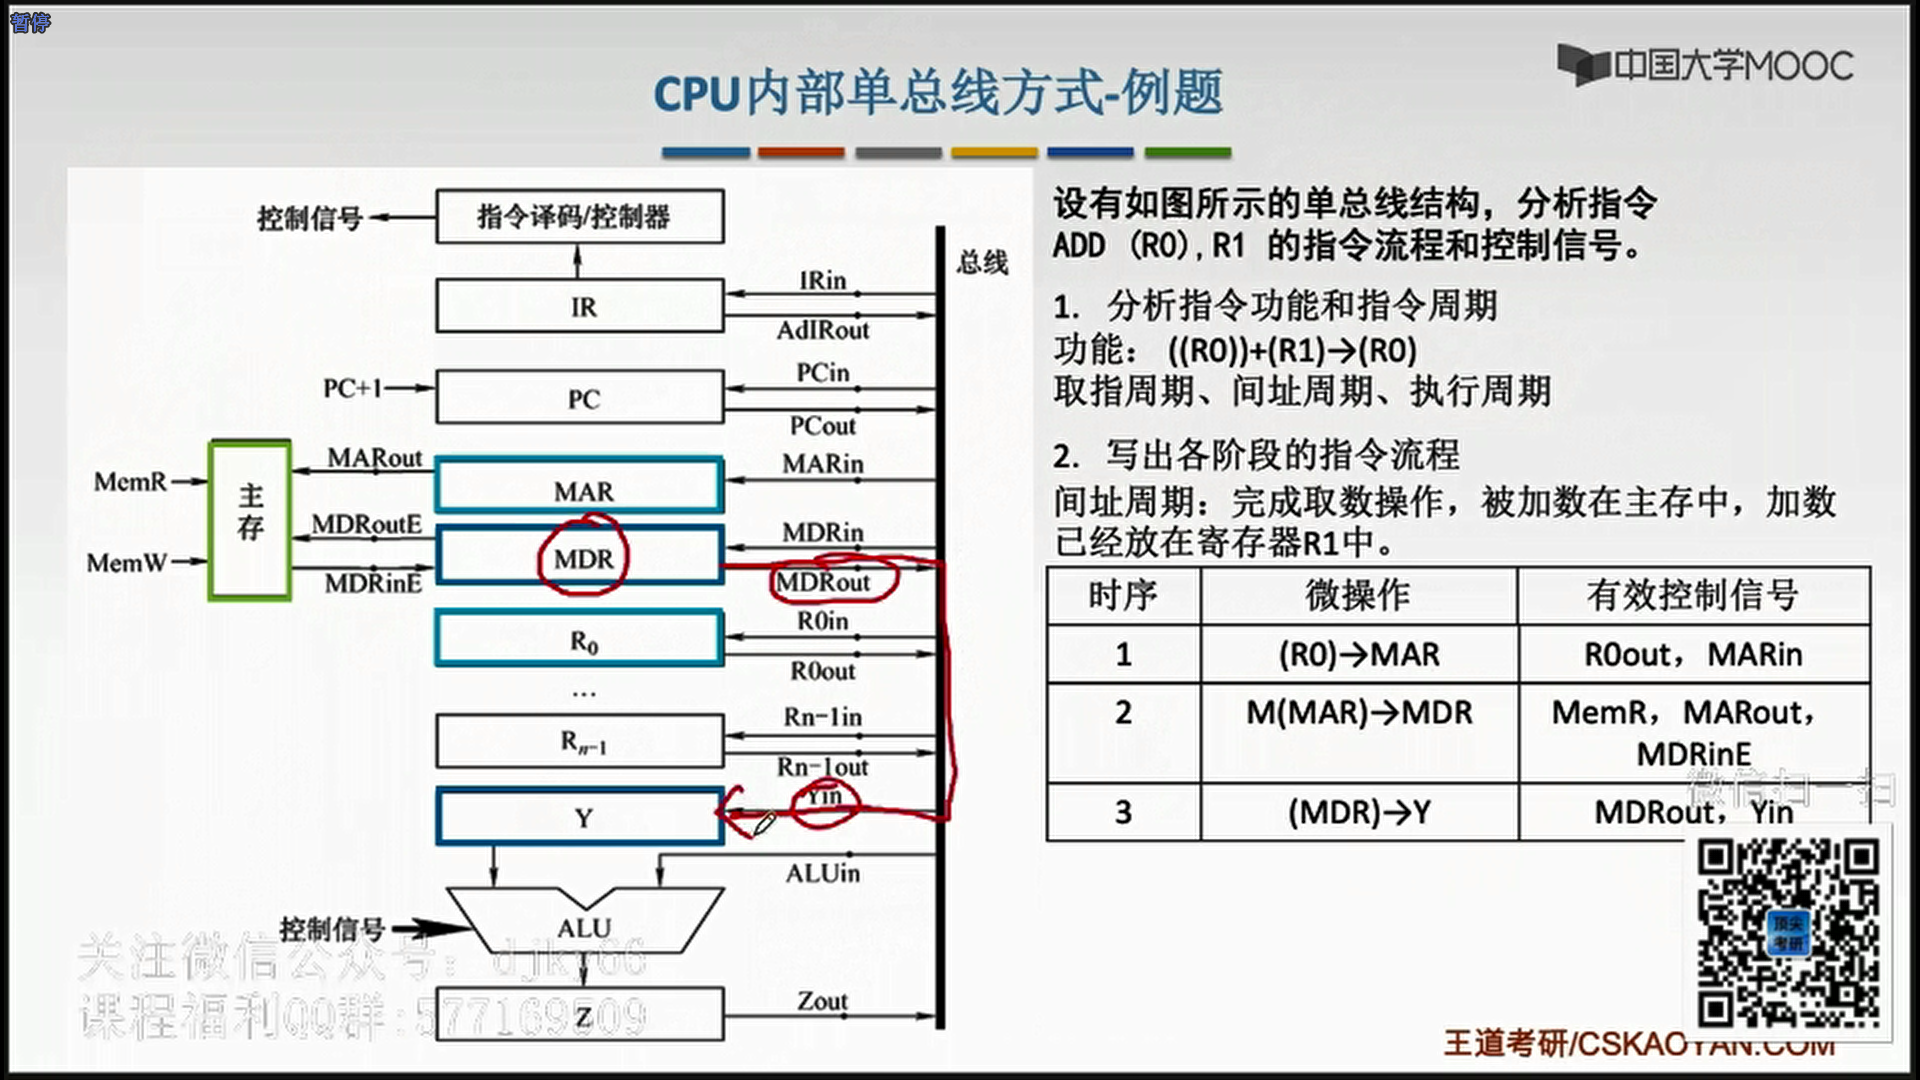 暂停
中国大学MOOC
CPU内部单总线方式-例题
控制信号
指令译码/控制器
总线
IRin
IR
AdIRout
PC+1
PCin
PC
PCout
MemR
MARout
MARin
MAR
主存
MDRoutE
MDRin
MDR
MemW
MDRinE
MDRout
R0in
R0
R0out
…
Rn-1in
Rn-1
Rn-1out
Yin
Y
ALUin
控制信号
ALU
Zout
Z
设有如图所示的单总线结构，分析指令
ADD (R0),R1 的指令流程和控制信号。
1. 分析指令功能和指令周期
功能： ((R0))+(R1)→(R0)
取指周期、间址周期、执行周期
2. 写出各阶段的指令流程
间址周期：完成取数操作，被加数在主存中，加数
已经放在寄存器R1中。
时序 微操作 有效控制信号
1 (R0)→MAR R0out，MARin
2 M(MAR)→MDR MemR，MARout，
MDRinE
3 (MDR)→Y MDRout，Yin
微信扫一扫
顶尖
考研
关注微信公众号：djky66
课程福利QQ群:577169509
王道考研/CSKAOYAN.COM